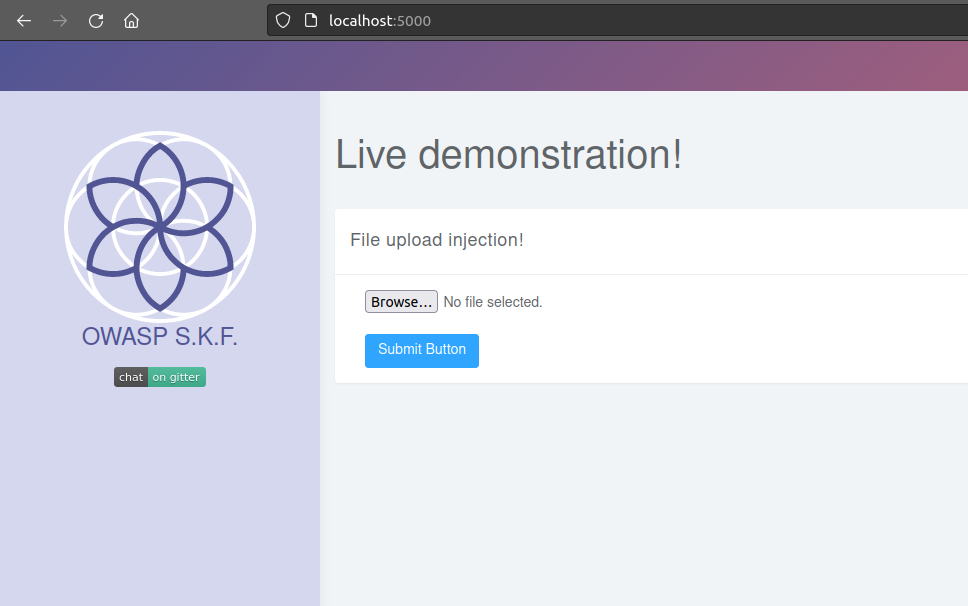 localhost:5000
Live demonstration!
File upload injection!
Browse... No file selected.
Submit Button
OWASP S.K.F.
chat on gitter